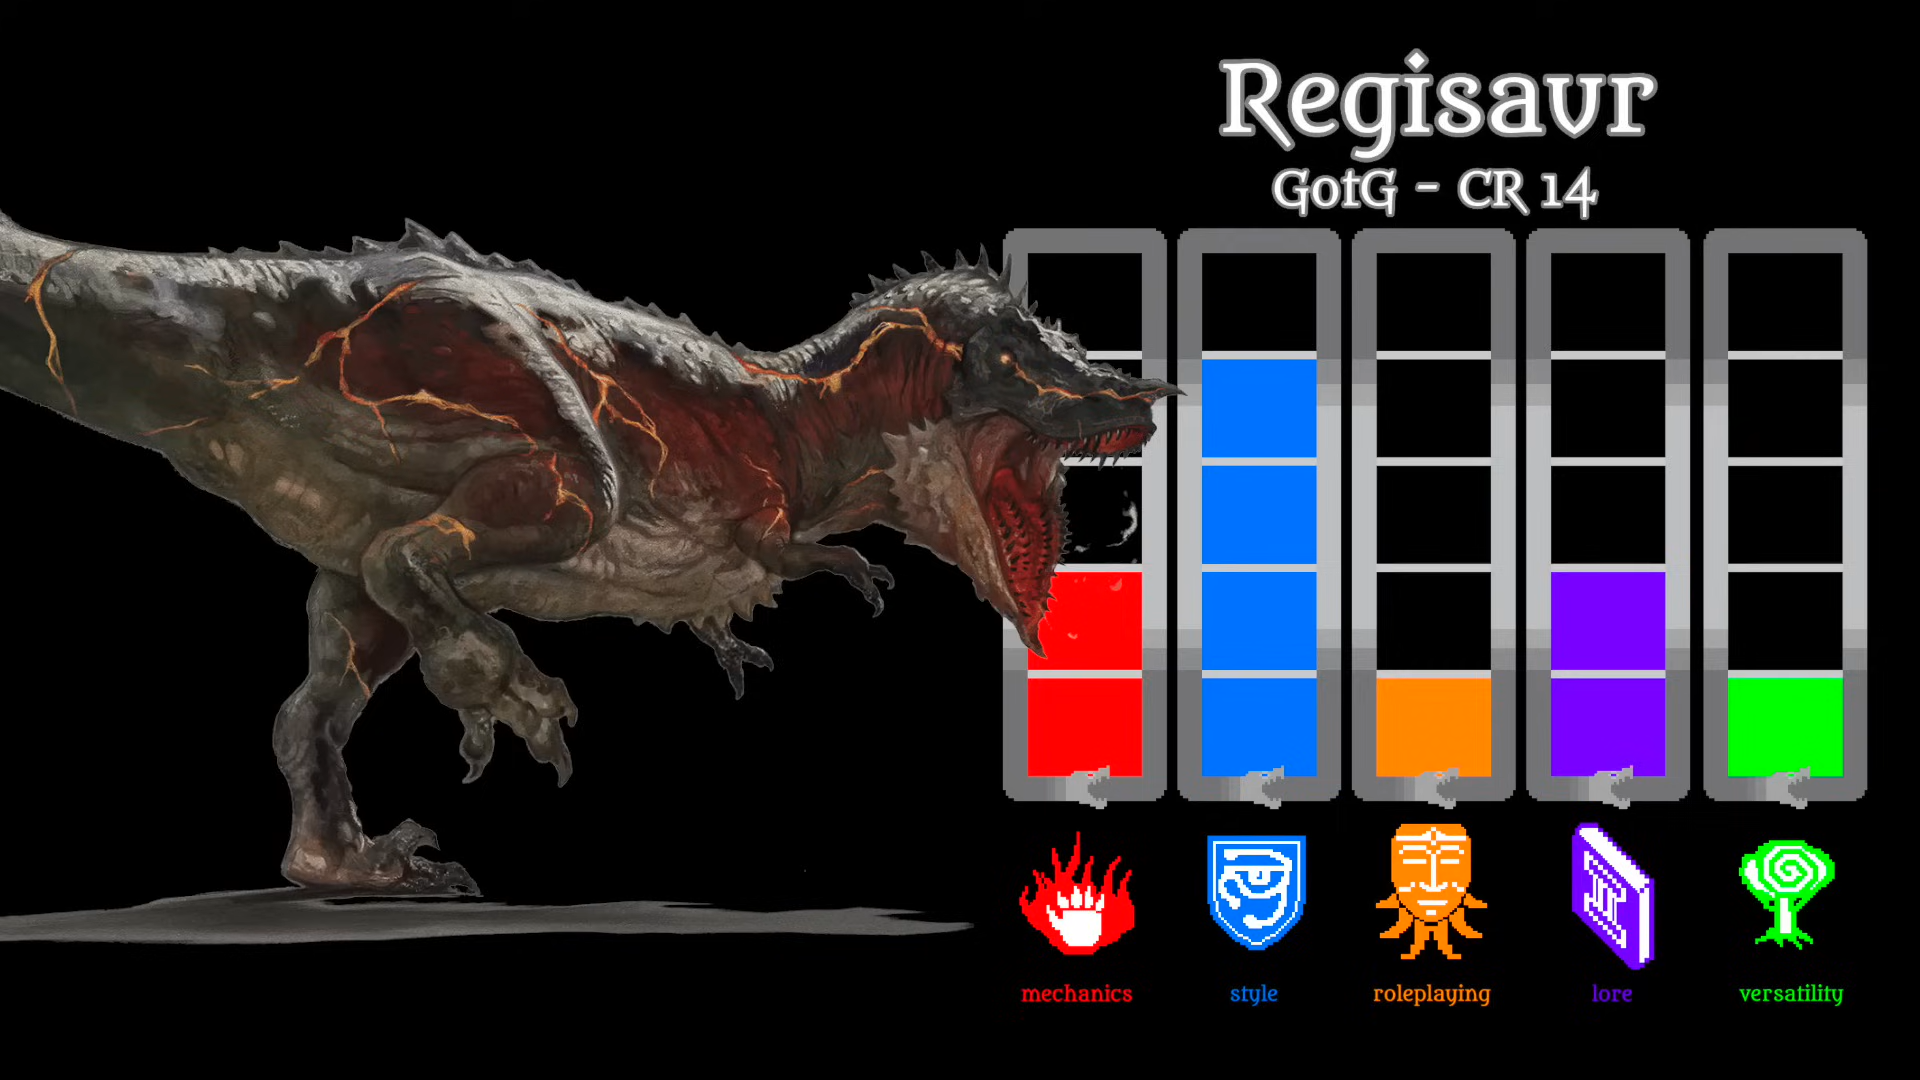 Regisaur
GotG - CR 14
mechanics
style
roleplaying
lore
versatility